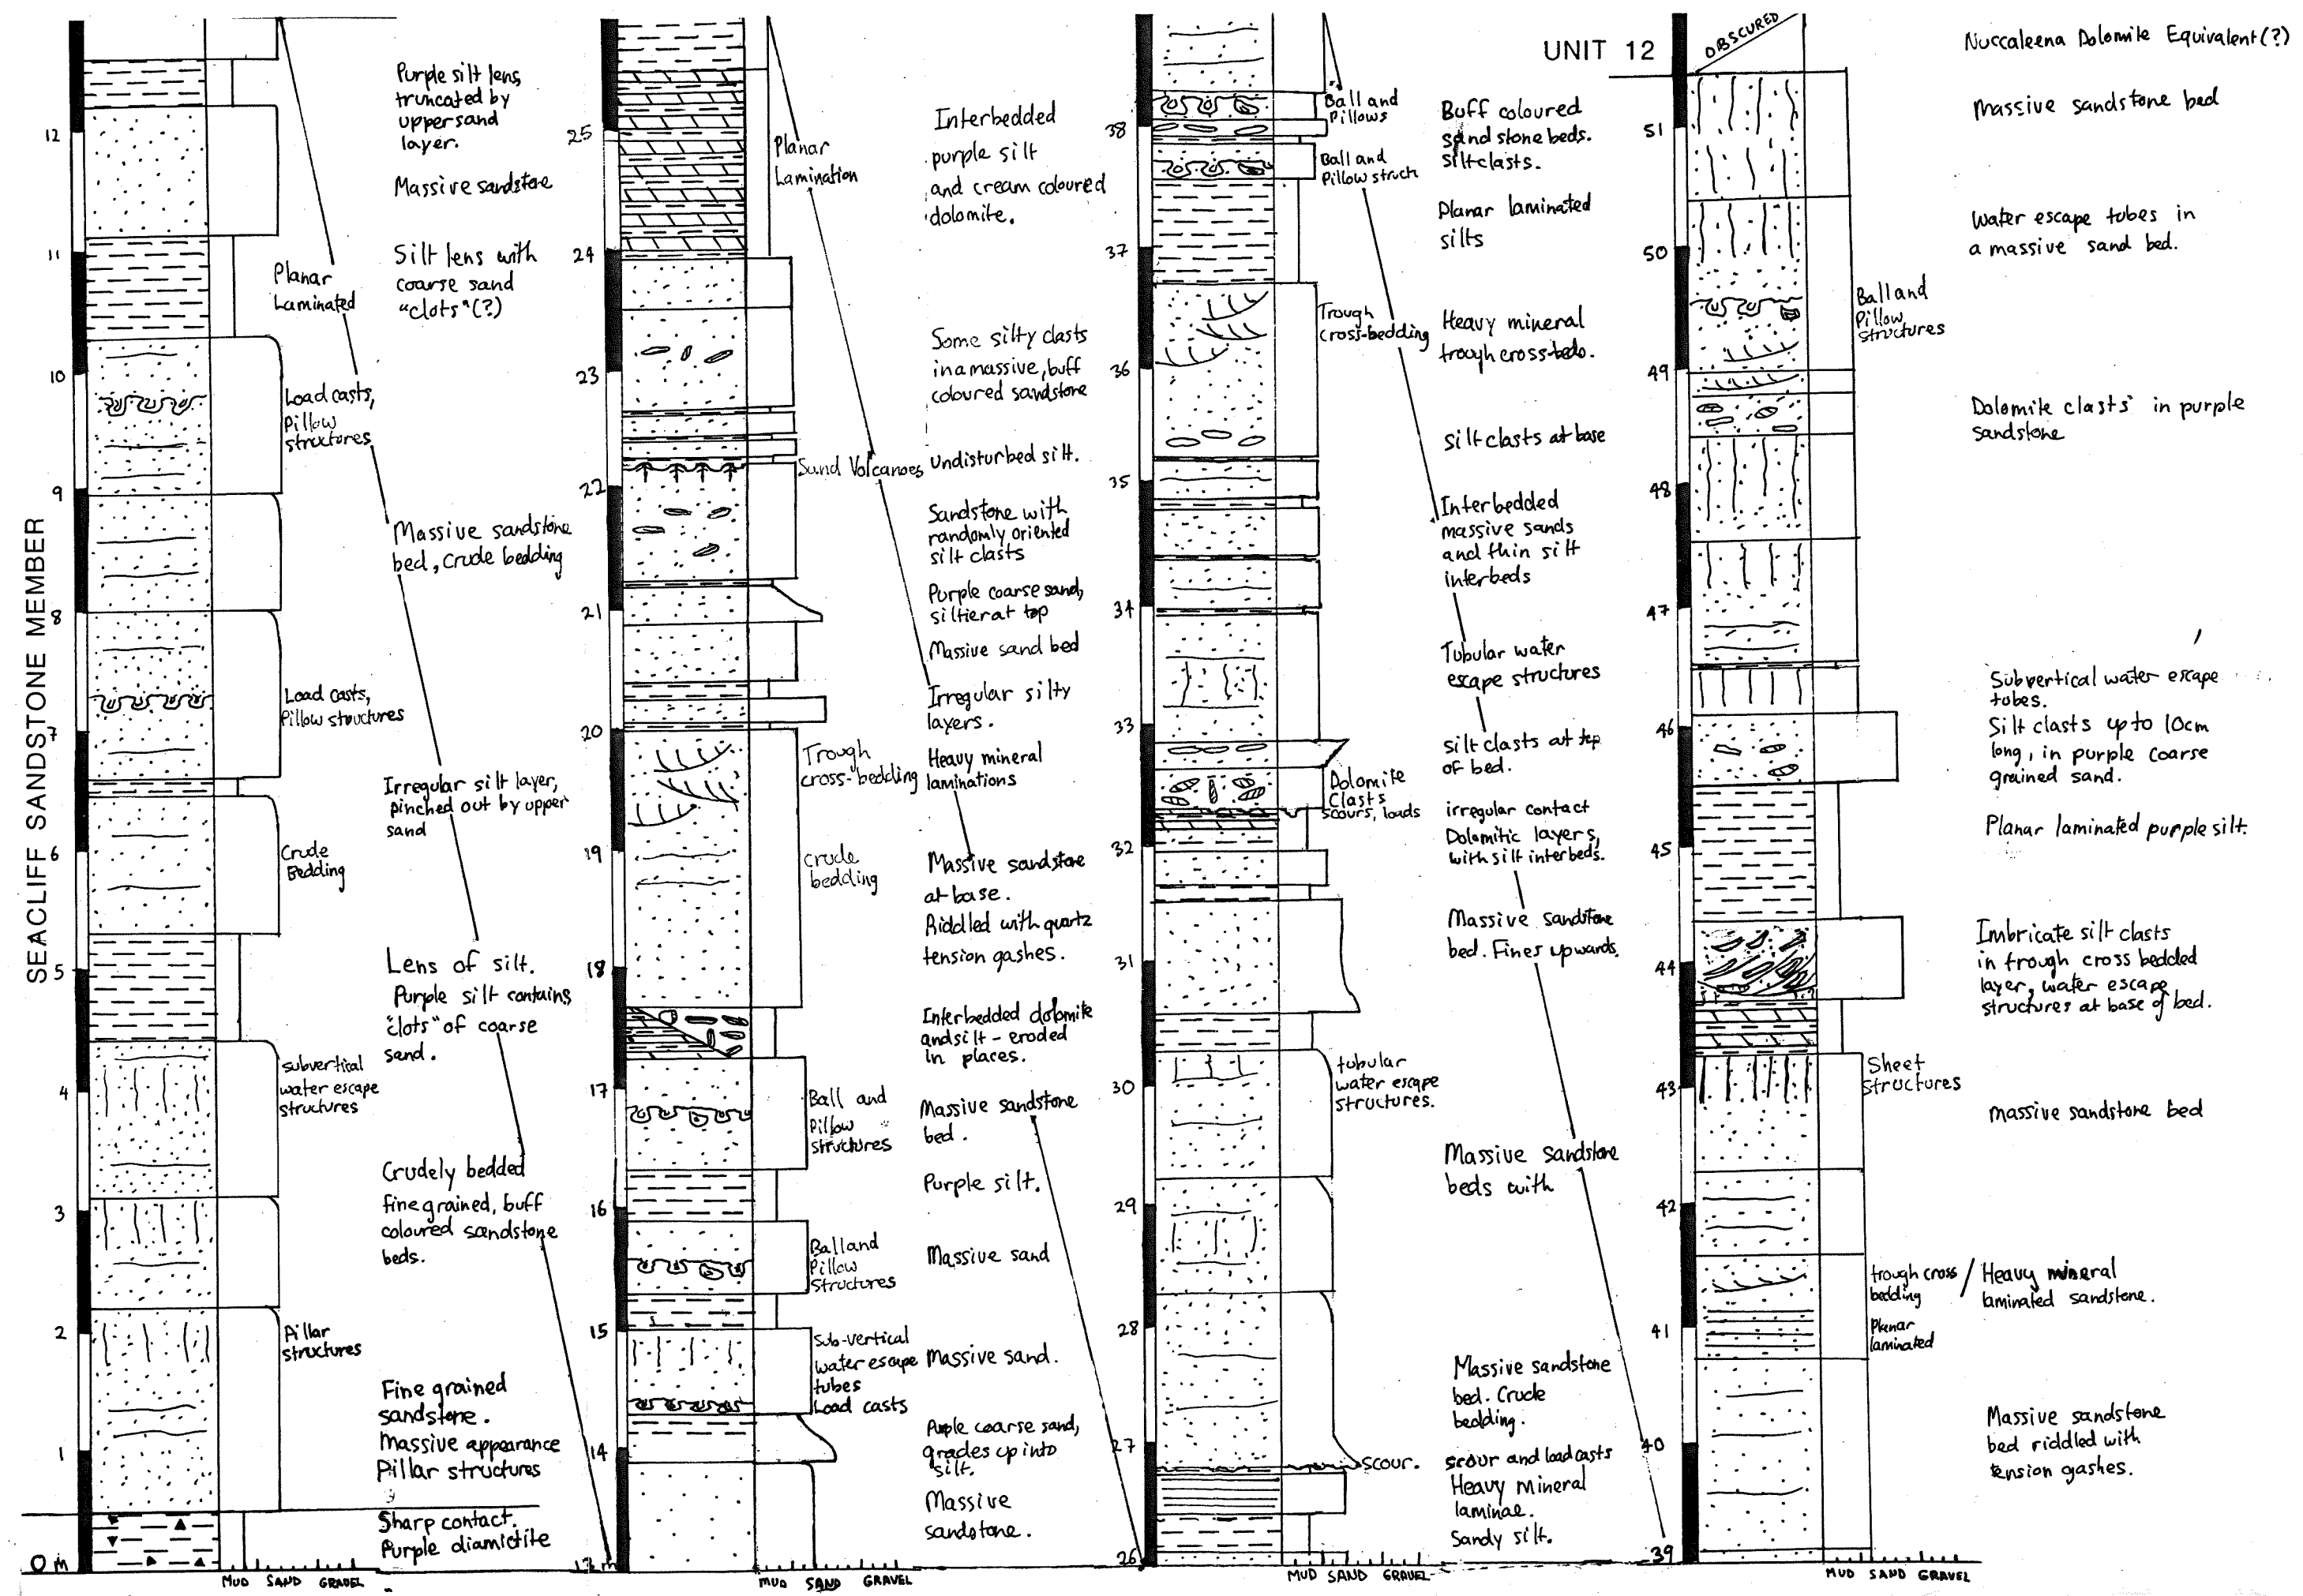 SEACLIFF SANDSTONE MEMBER
12
11
10
9
8
7
6
5
4
3
2
1
0 m
MUD SAND GRAVEL
Planar
Laminated
Load casts,
Pillow
structures
Load casts,
Pillow structures
Crude
Bedding
Subvertical
water escape
structures
Pillar
structures
Purple silt lens,
truncated by
upper sand
layer.
Massive sandstone
Silt lens with
coarse sand
"clots"(?)
Massive sandstone
bed, crude bedding
Irregular silt layer,
pinched out by upper
sand
Lens of silt.
Purple silt contains
"clots" of coarse
sand.
Crudely bedded
fine grained, buff
coloured sandstone
beds.
Fine grained
sandstone.
Massive appearance
Pillar structures
Sharp contact.
Purple diamictite
25
24
23
22
21
20
19
18
17
16
15
14
13 m
MUD SAND GRAVEL
Planar
Lamination
Sand Volcanoes
Trough
cross-bedding
crude
bedding
Ball and
Pillow
structures
Ball and
Pillow
Structures
Sub-vertical
water escape
tubes
Load casts
Interbedded
purple silt
and cream coloured
dolomite.
Some silty clasts
in a massive, buff
coloured sandstone
Undisturbed silt.
Sandstone with
randomly oriented
silt clasts
Purple coarse sand,
siltier at top
Massive sand bed
Irregular silty
layers.
Heavy mineral
laminations
Massive sandstone
at base.
Riddled with quartz
tension gashes.
Interbedded dolomite
and silt - eroded
in places.
Massive sandstone
bed.
Purple silt.
Massive sand
Massive sand.
Purple coarse sand,
grades up into
silt.
Massive
sandstone.
38
37
36
35
34
33
32
31
30
29
28
27
26
MUD SAND GRAVEL
Ball and
Pillows
Ball and
Pillow struct
Trough
cross-bedding
Dolomite
Clasts
scours, loads
tubular
water escape
structures.
scour.
Buff coloured
sandstone beds.
silt clasts.
Planar laminated
silts
Heavy mineral
trough cross-beds.
silt clasts at base
Interbedded
massive sands
and thin silt
interbeds
Tubular water
escape structures
silt clasts at top
of bed.
irregular contact
Dolomitic layers,
with silt interbeds.
Massive sandstone
bed. Fines upwards.
Massive sandstone
beds with
Massive sandstone
bed. Crude
bedding.
scour and load casts
Heavy Mineral
laminae.
Sandy silt.
UNIT 12
OBSCURED
51
50
49
48
47
46
45
44
43
42
41
40
39
MUD SAND GRAVEL
Ball and
Pillow
structures
Sheet
structures
trough cross
bedding
Planar
laminated
Nuccaleena Dolomite Equivalent(?)
Massive sandstone bed
Water escape tubes in
a massive sand bed.
Dolomite clasts in purple
sandstone
Subvertical water escape
tubes.
Silt clasts up to 10cm
long, in purple coarse
grained sand.
Planar laminated purple silt.
Imbricate silt clasts
in trough cross bedded
layer, water escape
structures at base of bed.
massive sandstone bed
/ Heavy mineral
laminated sandstone.
Massive sandstone
bed riddled with
tension gashes.